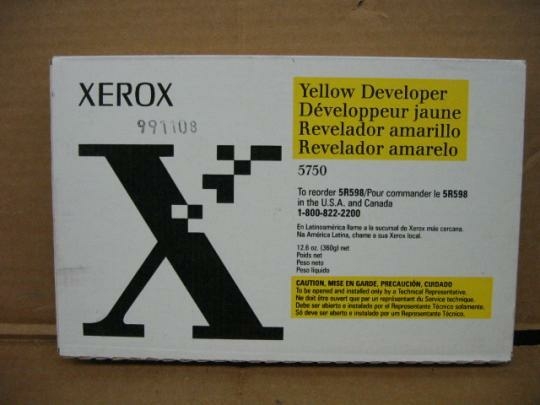 XEROX
991108
Yellow Developer
Développeur jaune
Revelador amarillo
Revelador amarelo
5750
To reorder 5R598/Pour commander le 5R598
in the U.S.A. and Canada
1-800-822-2200
En Latinoamérica llame a la sucursal de Xerox más cercana.
Na América Latina, chame a sua Xerox local.
12.6 oz. (360g) net
Poids net
Peso neto
Peso líquido
CAUTION, MISE EN GARDE, PRECAUCIÓN, CUIDADO
To be opened and installed only by a Technical Representative.
Ne doit être ouvert que par un représentant du Service technique.
Debe ser abierto e instalado por el Representante Técnico solamente.
Só deve ser aberto e instalado por um Representante Técnico.